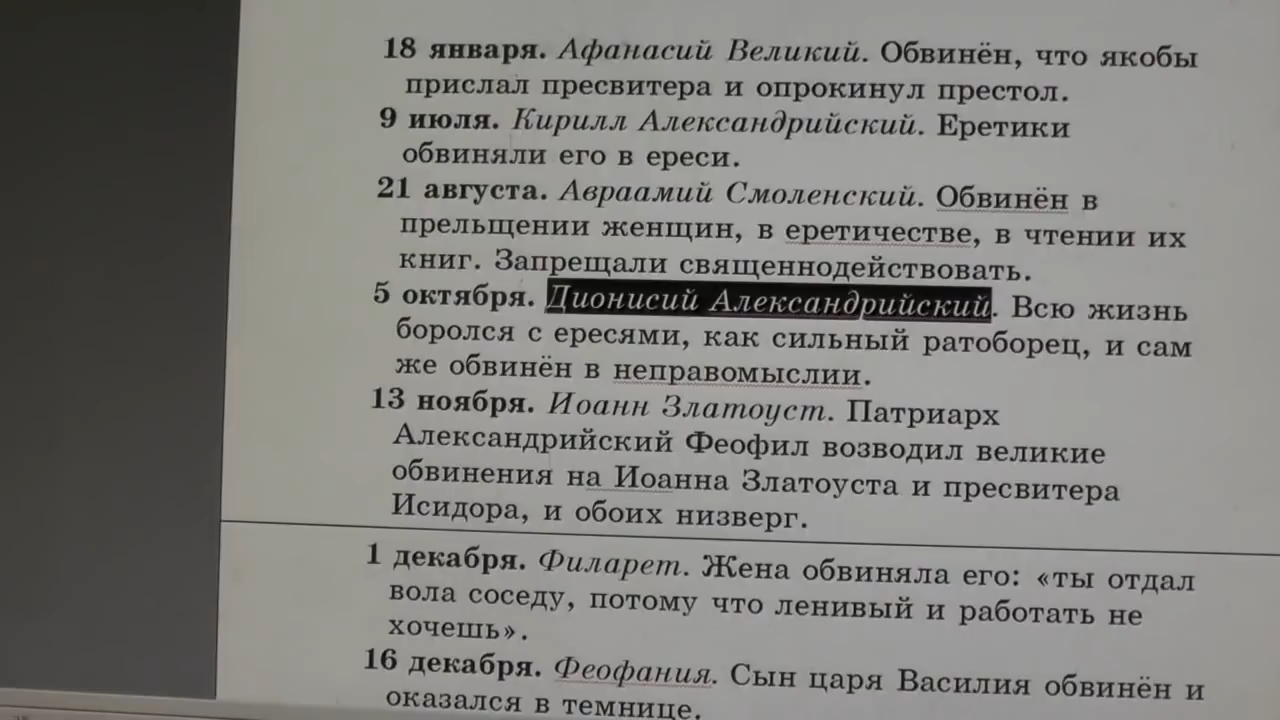 18 января. Афанасий Великий. Обвинён, что якобы
прислал пресвитера и опрокинул престол.
9 июля. Кирилл Александрийский. Еретики
обвиняли его в ереси.
21 августа. Авраамий Смоленский. Обвинён в
прельщении женщин, в еретичестве, в чтении их
книг. Запрещали священнодействовать.
5 октября. Дионисий Александрийский. Всю жизнь
боролся с ересями, как сильный ратоборец, и сам
же обвинён в неправомыслии.
13 ноября. Иоанн Златоуст. Патриарх
Александрийский Феофил возводил великие
обвинения на Иоанна Златоуста и пресвитера
Исидора, и обоих низверг.
1 декабря. Филарет. Жена обвиняла его: «ты отдал
вола соседу, потому что ленивый и работать не
хочешь».
16 декабря. Феофания. Сын царя Василия обвинён и
оказался в темнице.